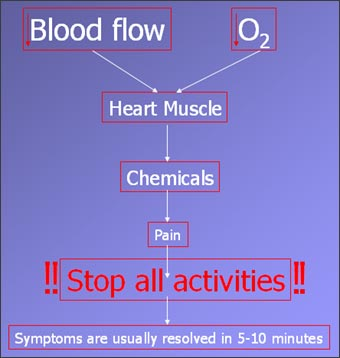 ↓Blood flow ↓O₂
Heart Muscle
Chemicals
Pain
!! Stop all activities !!
Symptoms are usually resolved in 5-10 minutes